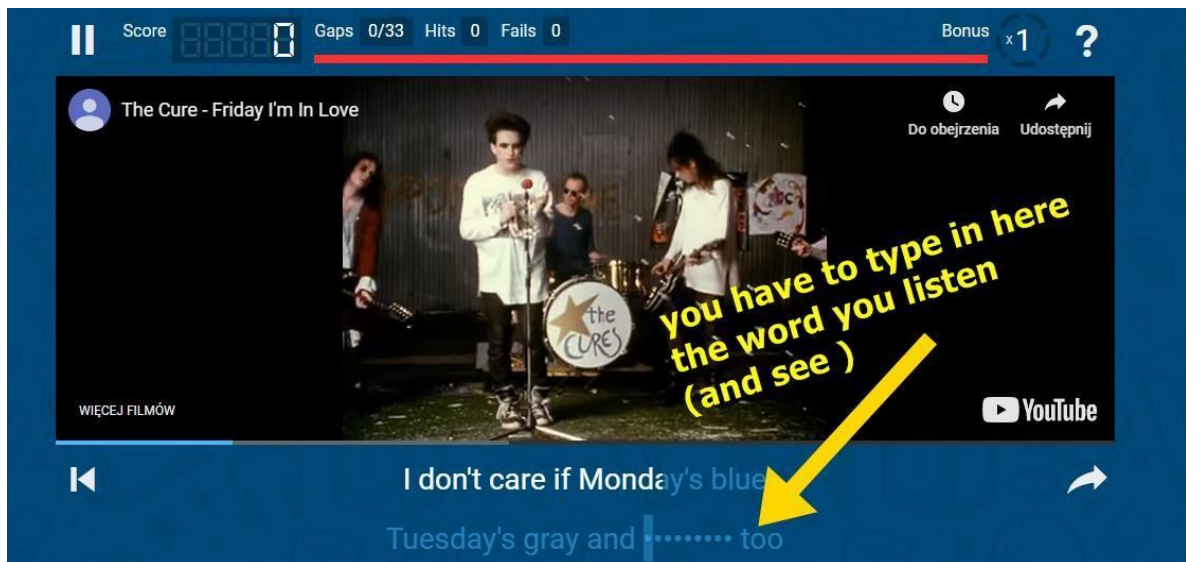 Score 0 Gaps 0/33 Hits 0 Fails 0 Bonus x1 ?
The Cure - Friday I'm In Love
Do obejrzenia Udostępnij
the
CURES
you have to type in here
the word you listen
(and see )
WIĘCEJ FILMÓW
YouTube
I don't care if Monday's blue
Tuesday's gray and ········· too